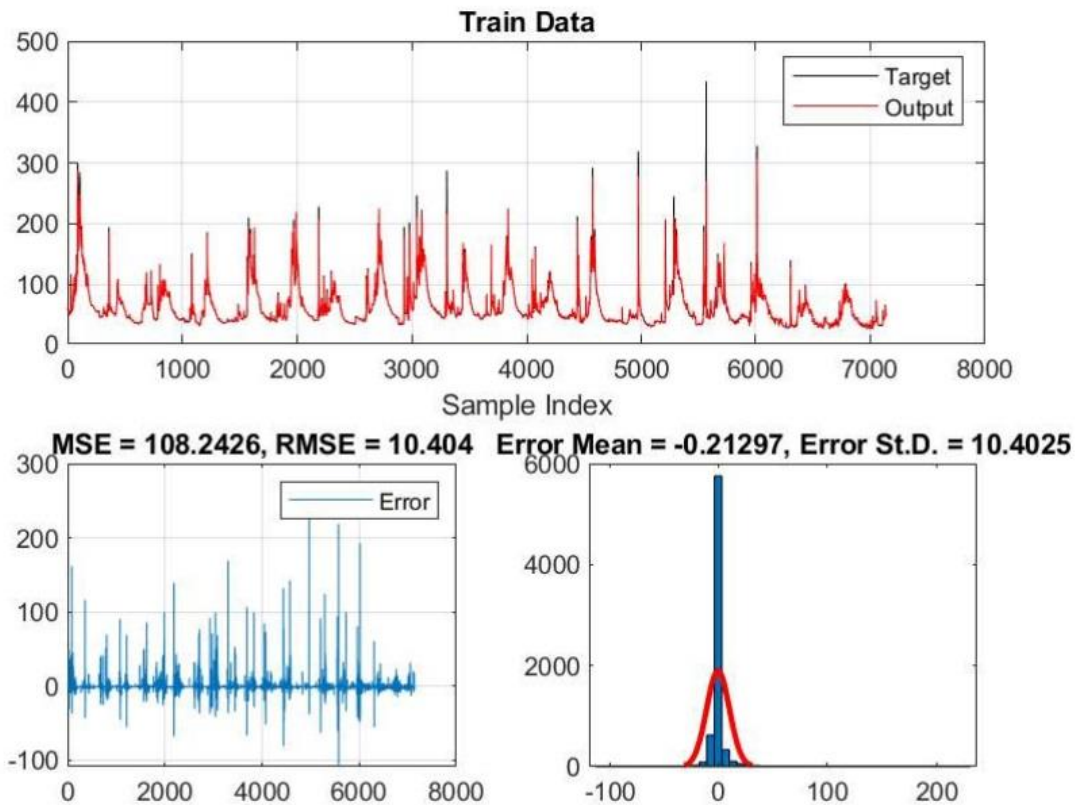 Train Data
500
400
300
200
100
0
Target
Output
0 1000 2000 3000 4000 5000 6000 7000 8000
Sample Index
MSE = 108.2426, RMSE = 10.404
300
200
100
0
-100
Error
0 2000 4000 6000 8000
Error Mean = -0.21297, Error St.D. = 10.4025
6000
4000
2000
0
-100 0 100 200